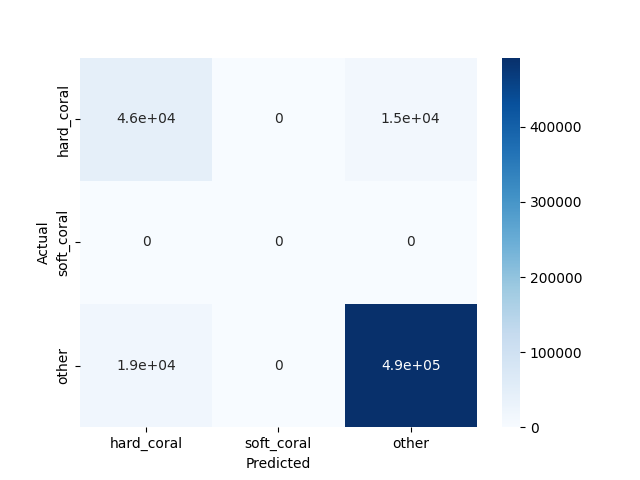 hard_coral
4.6e+04
0
1.5e+04
soft_coral
0
0
0
other
1.9e+04
0
4.9e+05
hard_coral
soft_coral
other
Predicted
Actual
400000
300000
200000
100000
0